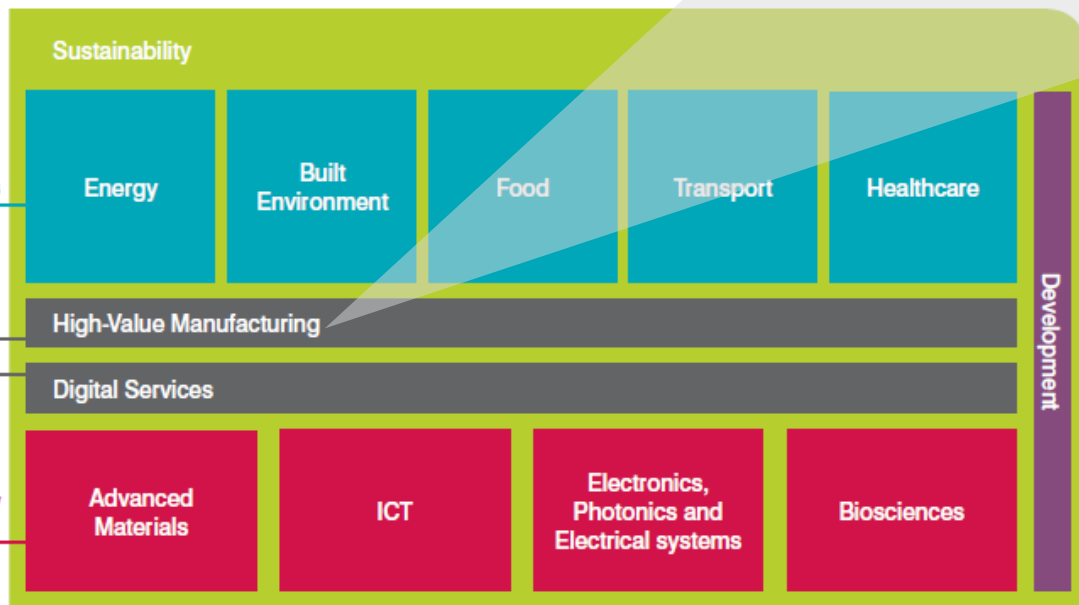 Sustainability
Energy
Built
Environment
Food
Transport
Healthcare
High-Value Manufacturing
Digital Services
Development
Advanced
Materials
ICT
Electronics,
Photonics and
Electrical systems
Biosciences